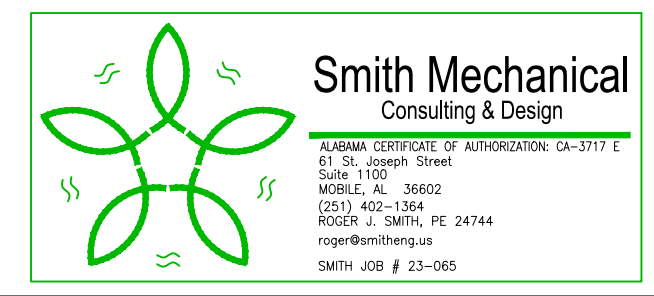 Smith Mechanical
Consulting & Design
ALABAMA CERTIFICATE OF AUTHORIZATION: CA-3717 E
61 St. Joseph Street
Suite 1100
MOBILE, AL 36602
(251) 402-1364
ROGER J. SMITH, PE 24744
roger@smitheng.us
SMITH JOB # 23-065